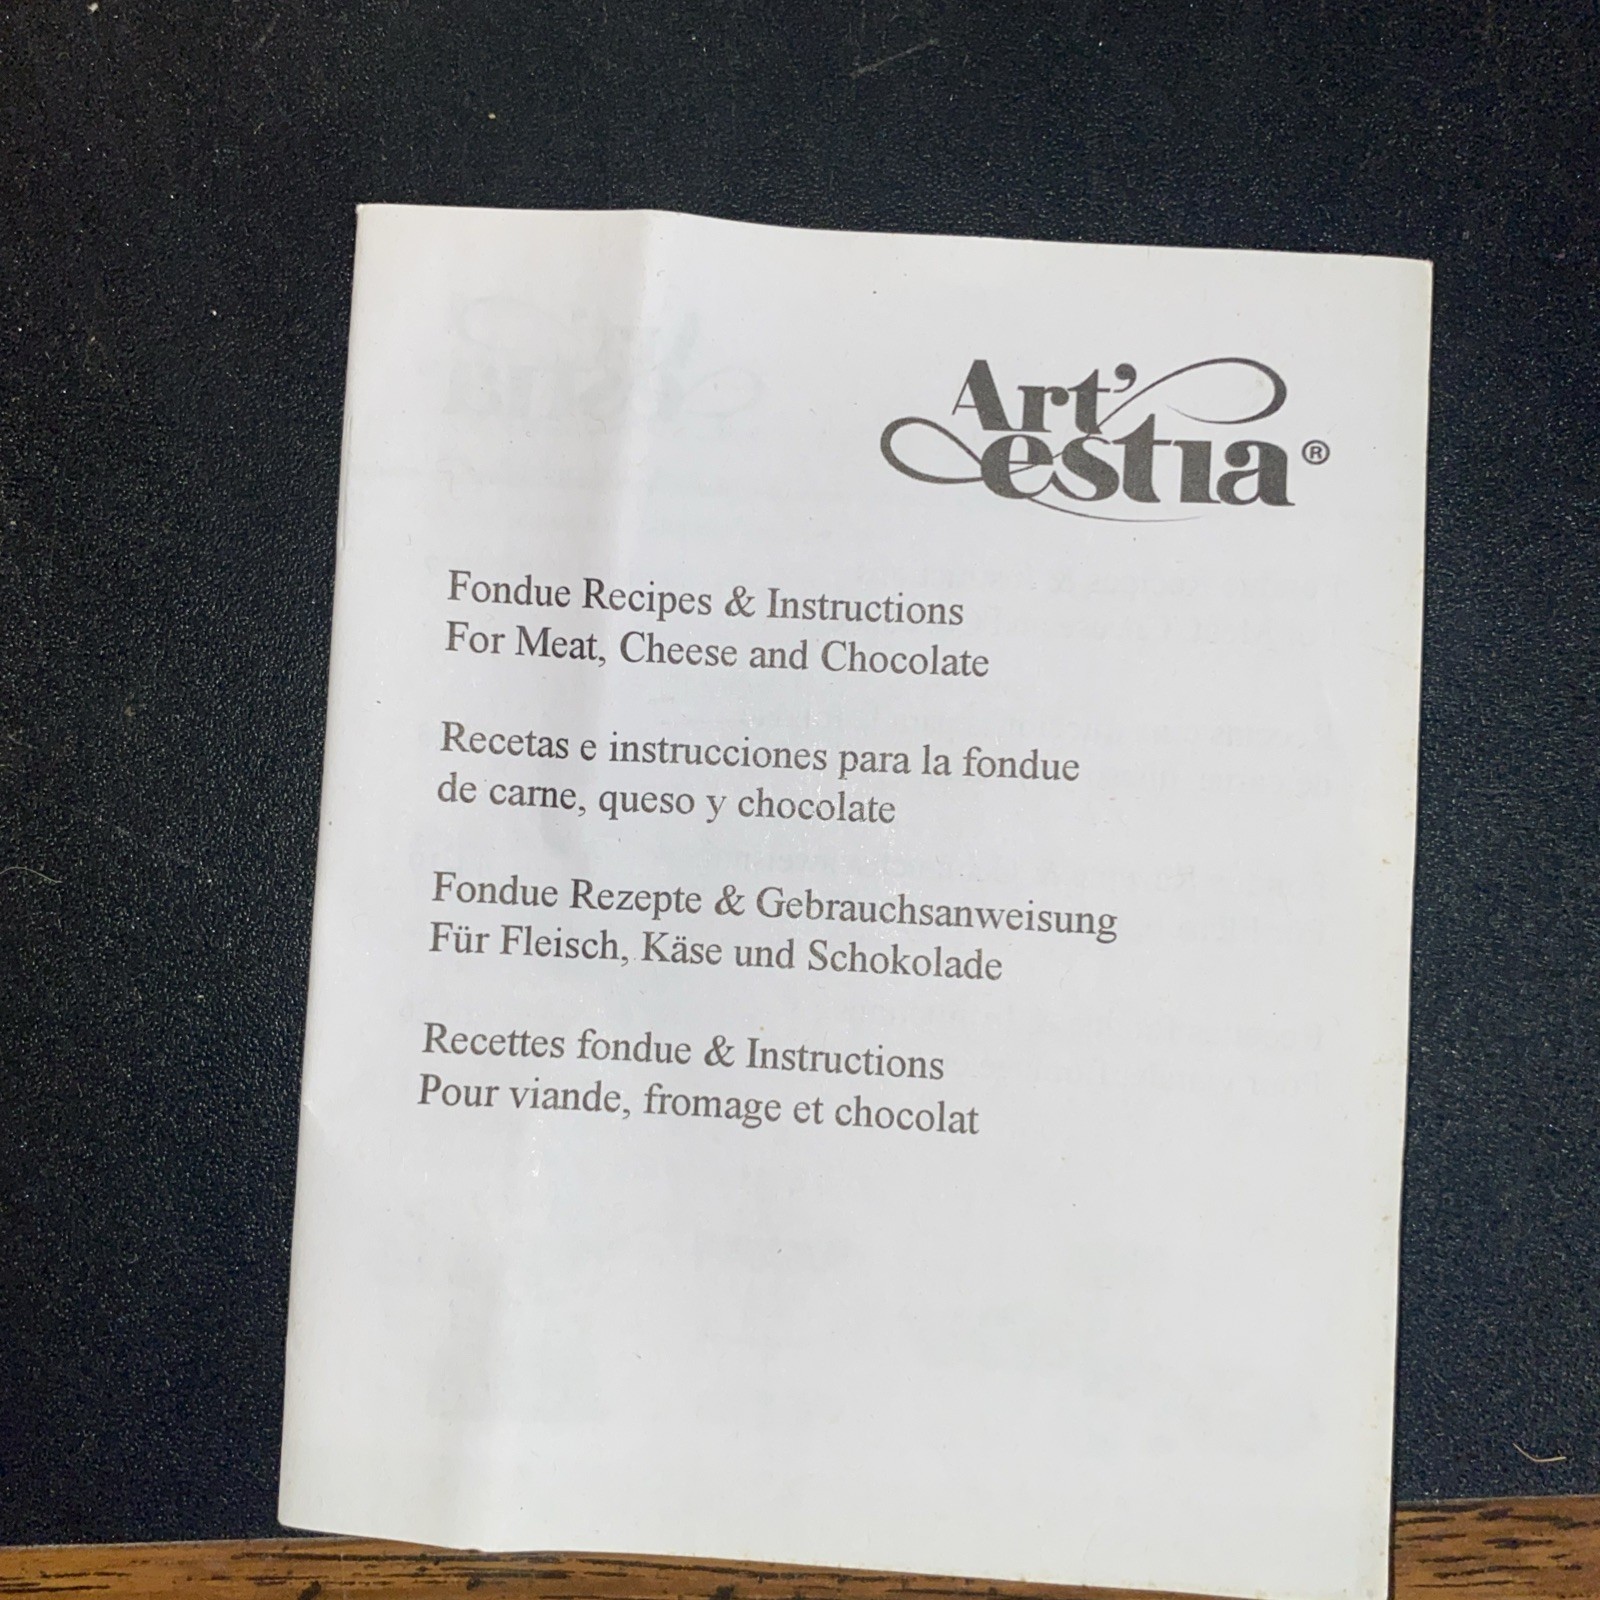 Art'
estia®
Fondue Recipes & Instructions
For Meat, Cheese and Chocolate
Recetas e instrucciones para la fondue
de carne, queso y chocolate
Fondue Rezepte & Gebrauchsanweisung
Für Fleisch, Käse und Schokolade
Recettes fondue & Instructions
Pour viande, fromage et chocolat